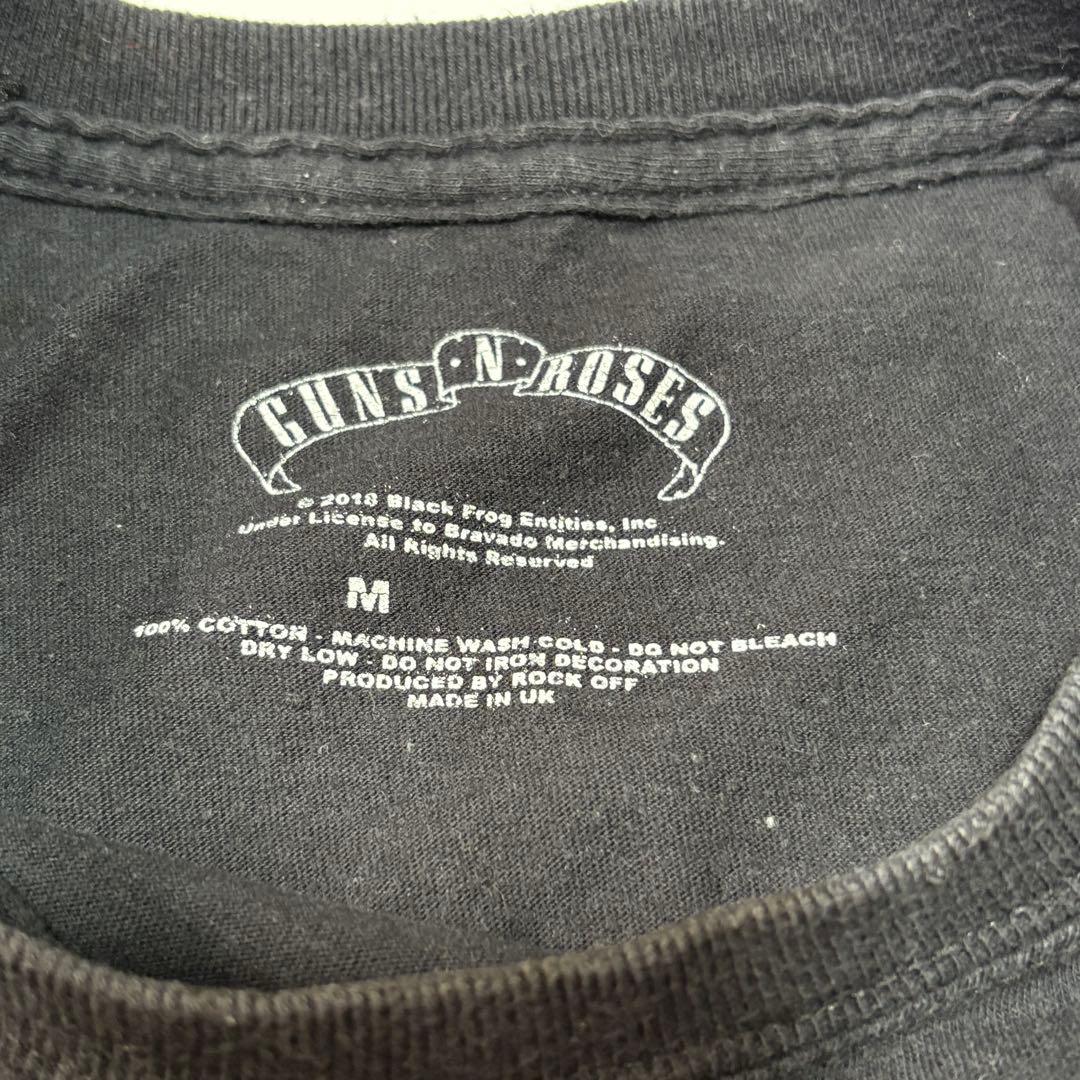 GUNS ·N· ROSES
© 2018 Black Frog Entities, Inc
Under License to Bravado Merchandising.
All Rights Reserved
M
100% COTTON - MACHINE WASH COLD - DO NOT BLEACH
DRY LOW - DO NOT IRON DECORATION
PRODUCED BY ROCK OFF
MADE IN UK